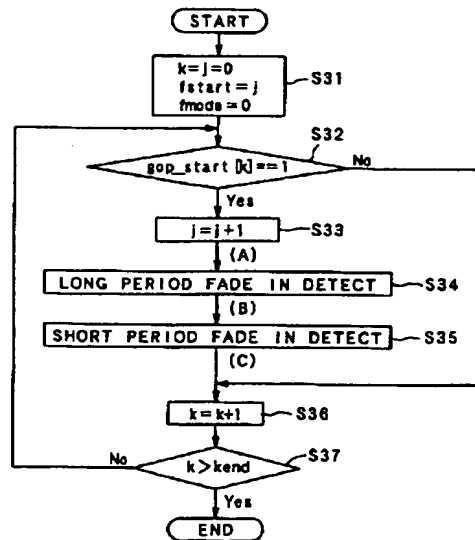 START
k=j=0
fstart=j
fmode=0
S31
S32
gop_start [k]==1
No
Yes
j=j+1
S33
(A)
LONG PERIOD FADE IN DETECT
S34
(B)
SHORT PERIOD FADE IN DETECT
S35
(C)
k=k+1
S36
S37
No
k>kend
Yes
END